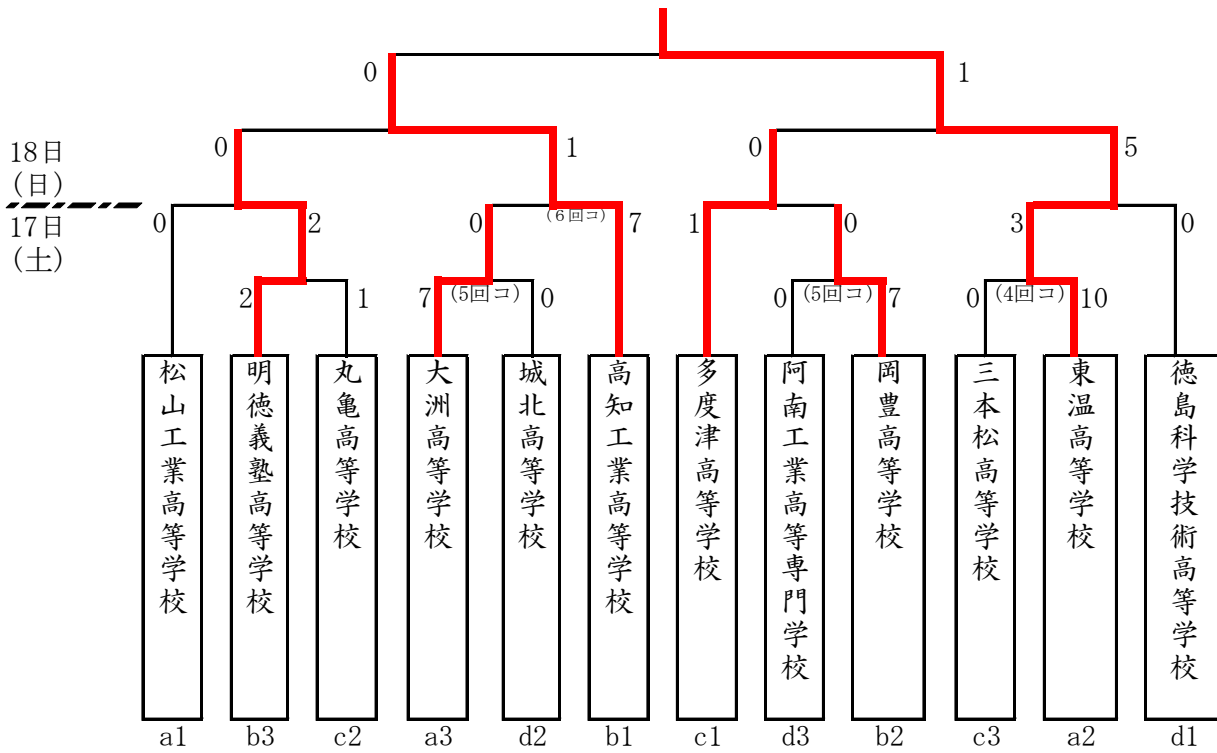 0
1
0
1
0
5
18日
(日)
17日
(土)
0
2
0
(６回コ)
7
1
0
3
0
2
1
7
(5回コ)
0
0
(5回コ)
7
0
(4回コ)
10
松山工業高等学校
明徳義塾高等学校
丸亀高等学校
大洲高等学校
城北高等学校
高知工業高等学校
多度津高等学校
阿南工業高等専門学校
岡豊高等学校
三本松高等学校
東温高等学校
徳島科学技術高等学校
a1
b3
c2
a3
d2
b1
c1
d3
b2
c3
a2
d1